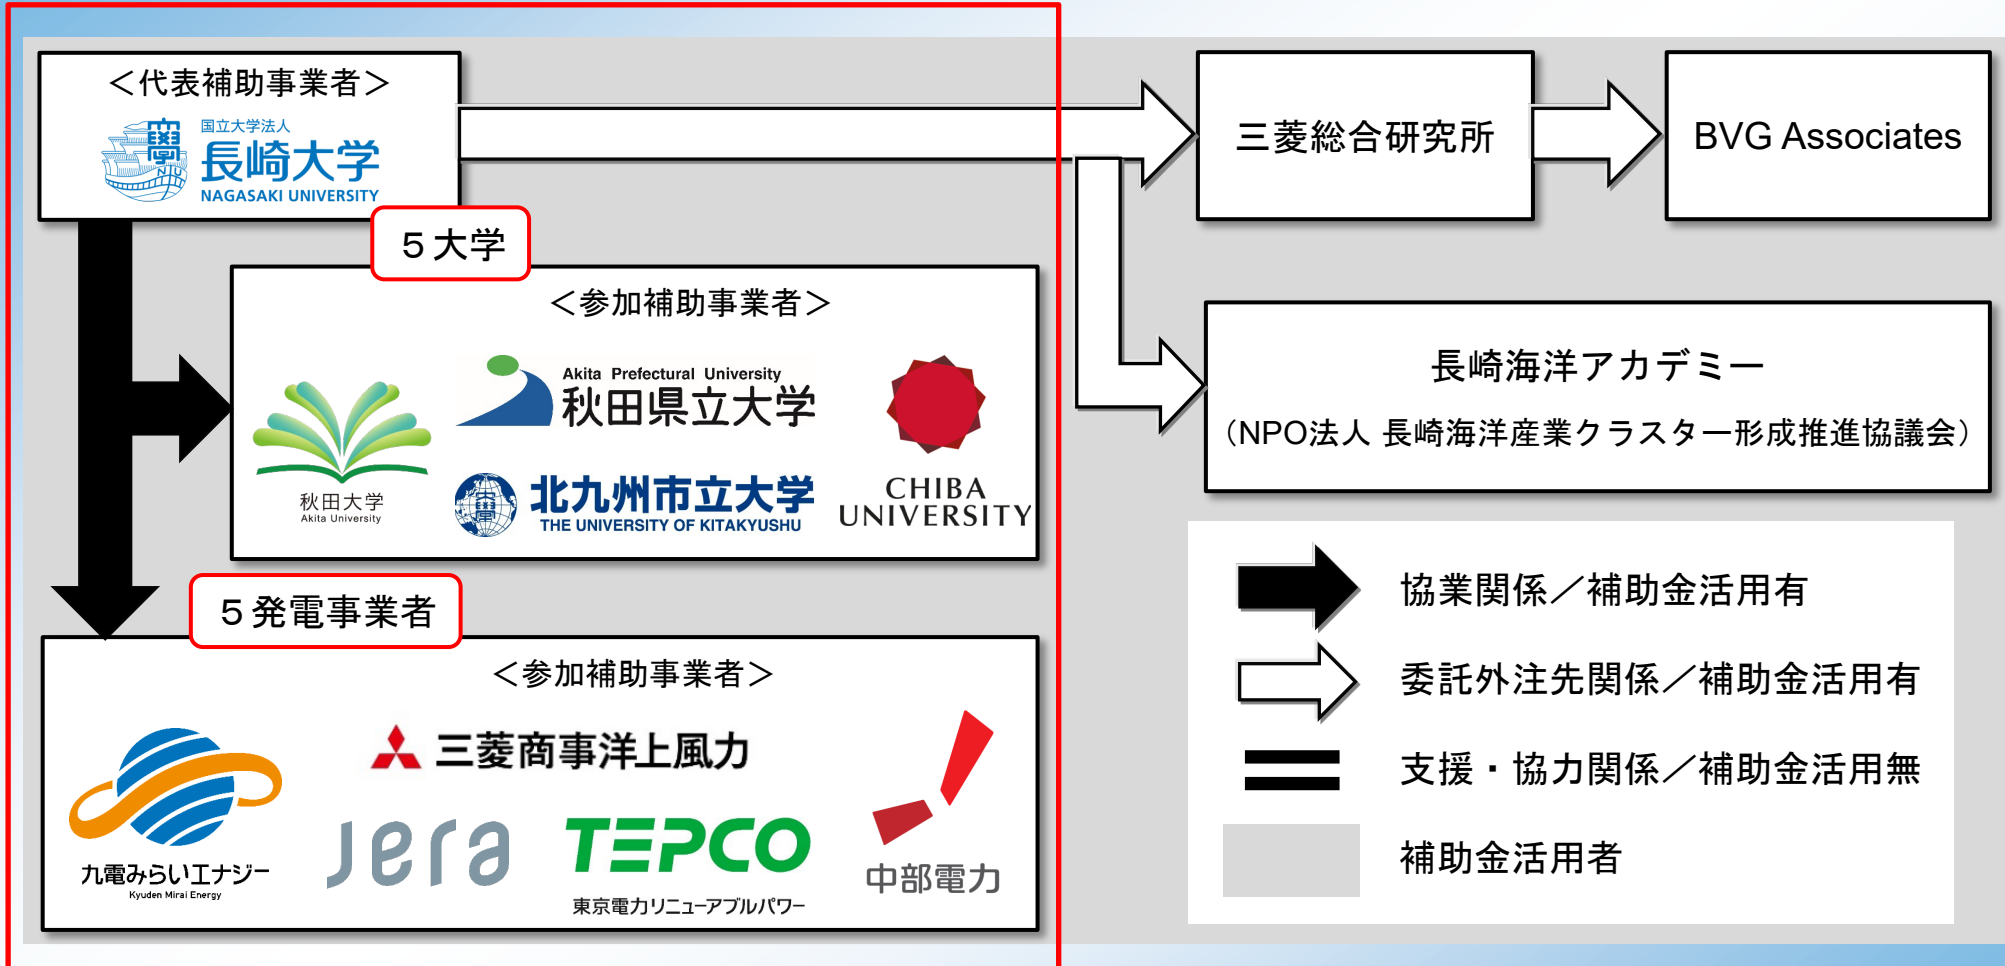 ＜代表補助事業者＞
国立大学法人
長崎大学
NAGASAKI UNIVERSITY
５大学
＜参加補助事業者＞
秋田大学
Akita University
Akita Prefectural University
秋田県立大学
北九州市立大学
THE UNIVERSITY OF KITAKYUSHU
CHIBA
UNIVERSITY
５発電事業者
＜参加補助事業者＞
九電みらいエナジー
Kyuden Mirai Energy
三菱商事洋上風力
Jera
TEPCO
東京電力リニューアブルパワー
中部電力
三菱総合研究所
BVG Associates
長崎海洋アカデミー
（NPO法人 長崎海洋産業クラスター形成推進協議会）
協業関係／補助金活用有
委託外注先関係／補助金活用有
支援・協力関係／補助金活用無
補助金活用者